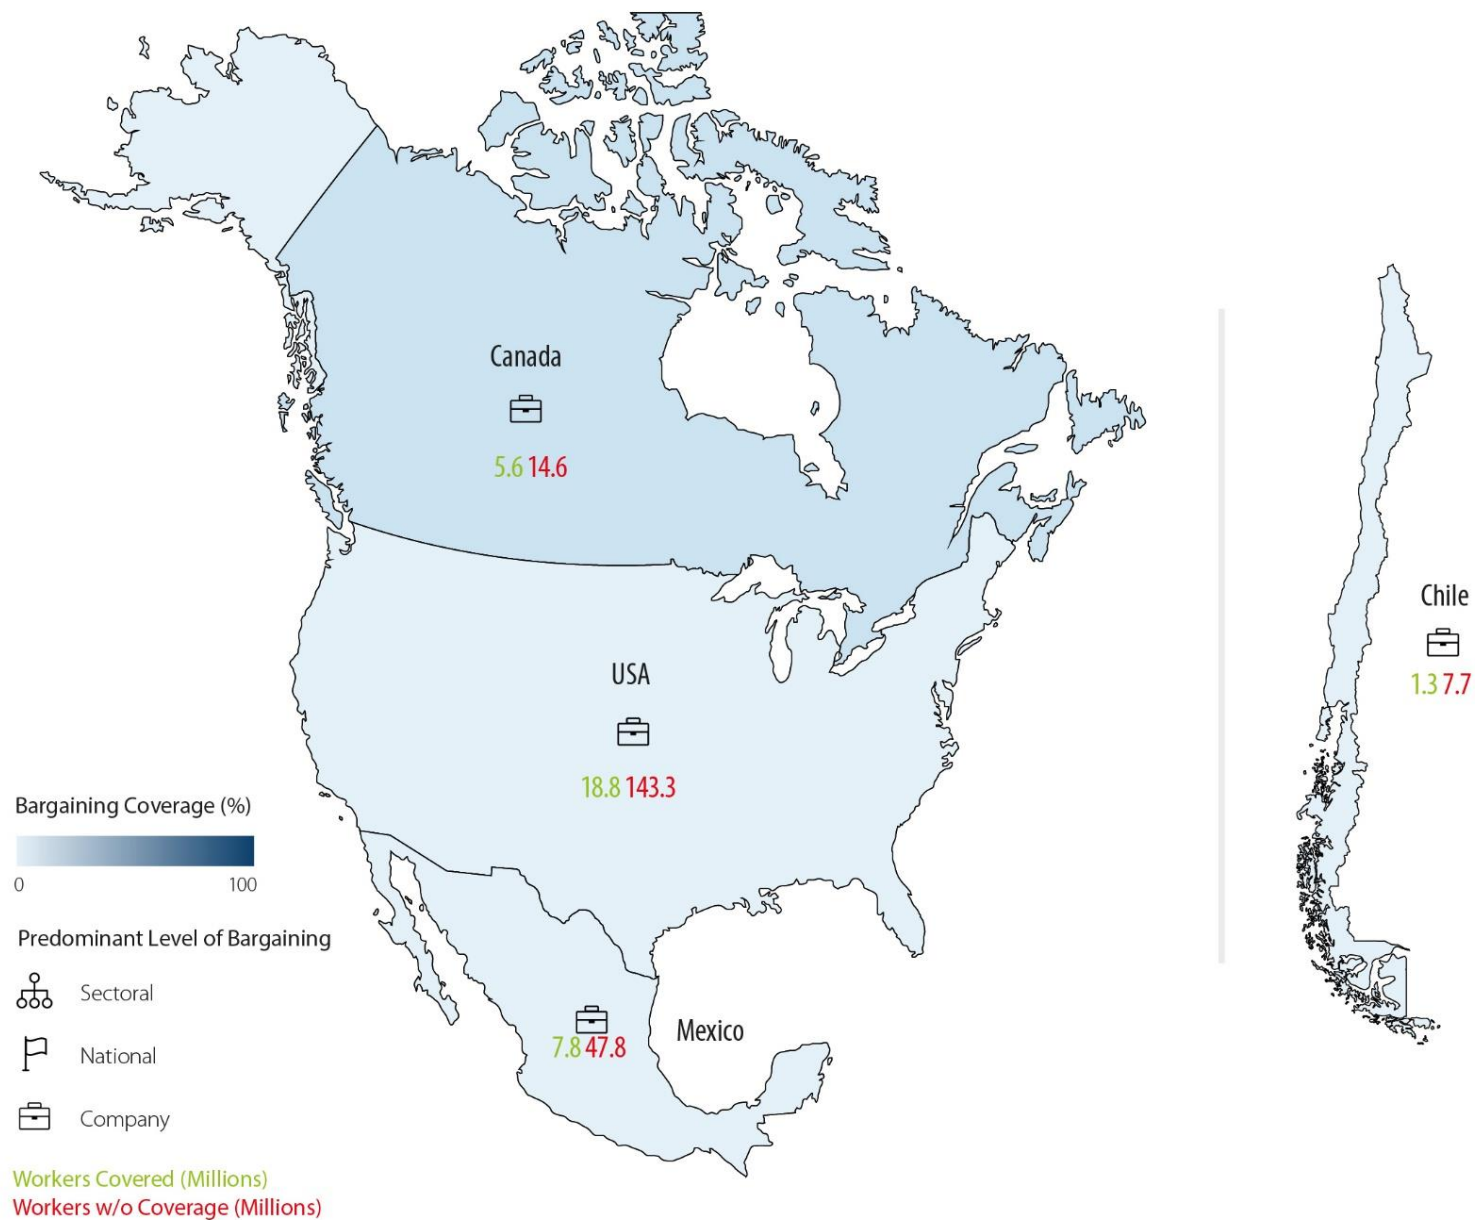 Canada
5.6 14.6
USA
18.8 143.3
Mexico
7.8 47.8
Chile
1.3 7.7
Bargaining Coverage (%)
0 100
Predominant Level of Bargaining
Sectoral
National
Company
Workers Covered (Millions)
Workers w/o Coverage (Millions)